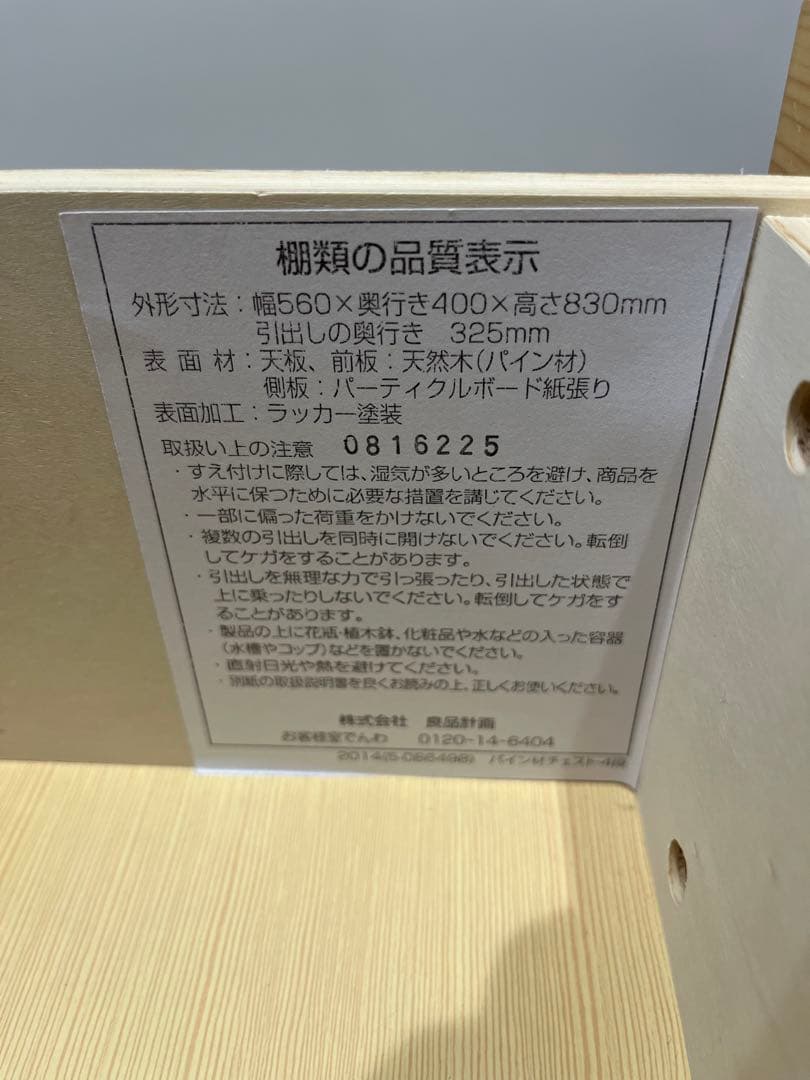 棚類の品質表示
外形寸法：幅560×奥行き400×高さ830mm
引出しの奥行き 325mm
表面材：天板、前板：天然木(パイン材)
側板：パーティクルボード紙張り
表面加工：ラッカー塗装
取扱い上の注意 0816225
・すえ付けに際しては、湿気が多いところを避け、商品を
水平に保つために必要な措置を講じてください。
・一部に偏った荷重をかけないでください。
・複数の引出しを同時に開けないでください。転倒
してケガをすることがあります。
・引出しを無理な力で引っ張ったり、引出した状態で
上に乗ったりしないでください。転倒してケガをす
ることがあります。
・製品の上に花瓶・植木鉢、化粧品や水などの入った容器
(水槽やコップ)などを置かないでください。
・直射日光や熱を避けてください。
・別紙の取扱説明書を良くお読みの上、正しくお使いください。
株式会社 良品計画
お客様室でんわ 0120-14-6404
2014 パイン材チェスト・4段